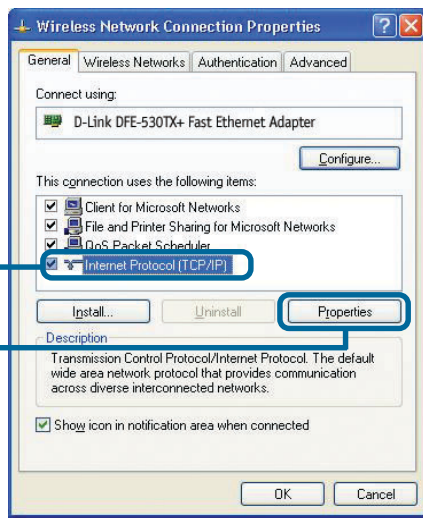 Wireless Network Connection Properties
General Wireless Networks Authentication Advanced
Connect using:
D-Link DFE-530TX+ Fast Ethernet Adapter
Configure...
This connection uses the following items:
Client for Microsoft Networks
File and Printer Sharing for Microsoft Networks
QoS Packet Scheduler
Internet Protocol (TCP/IP)
Install... Uninstall Properties
Description
Transmission Control Protocol/Internet Protocol. The default
wide area network protocol that provides communication
across diverse interconnected networks.
Show icon in notification area when connected
OK Cancel